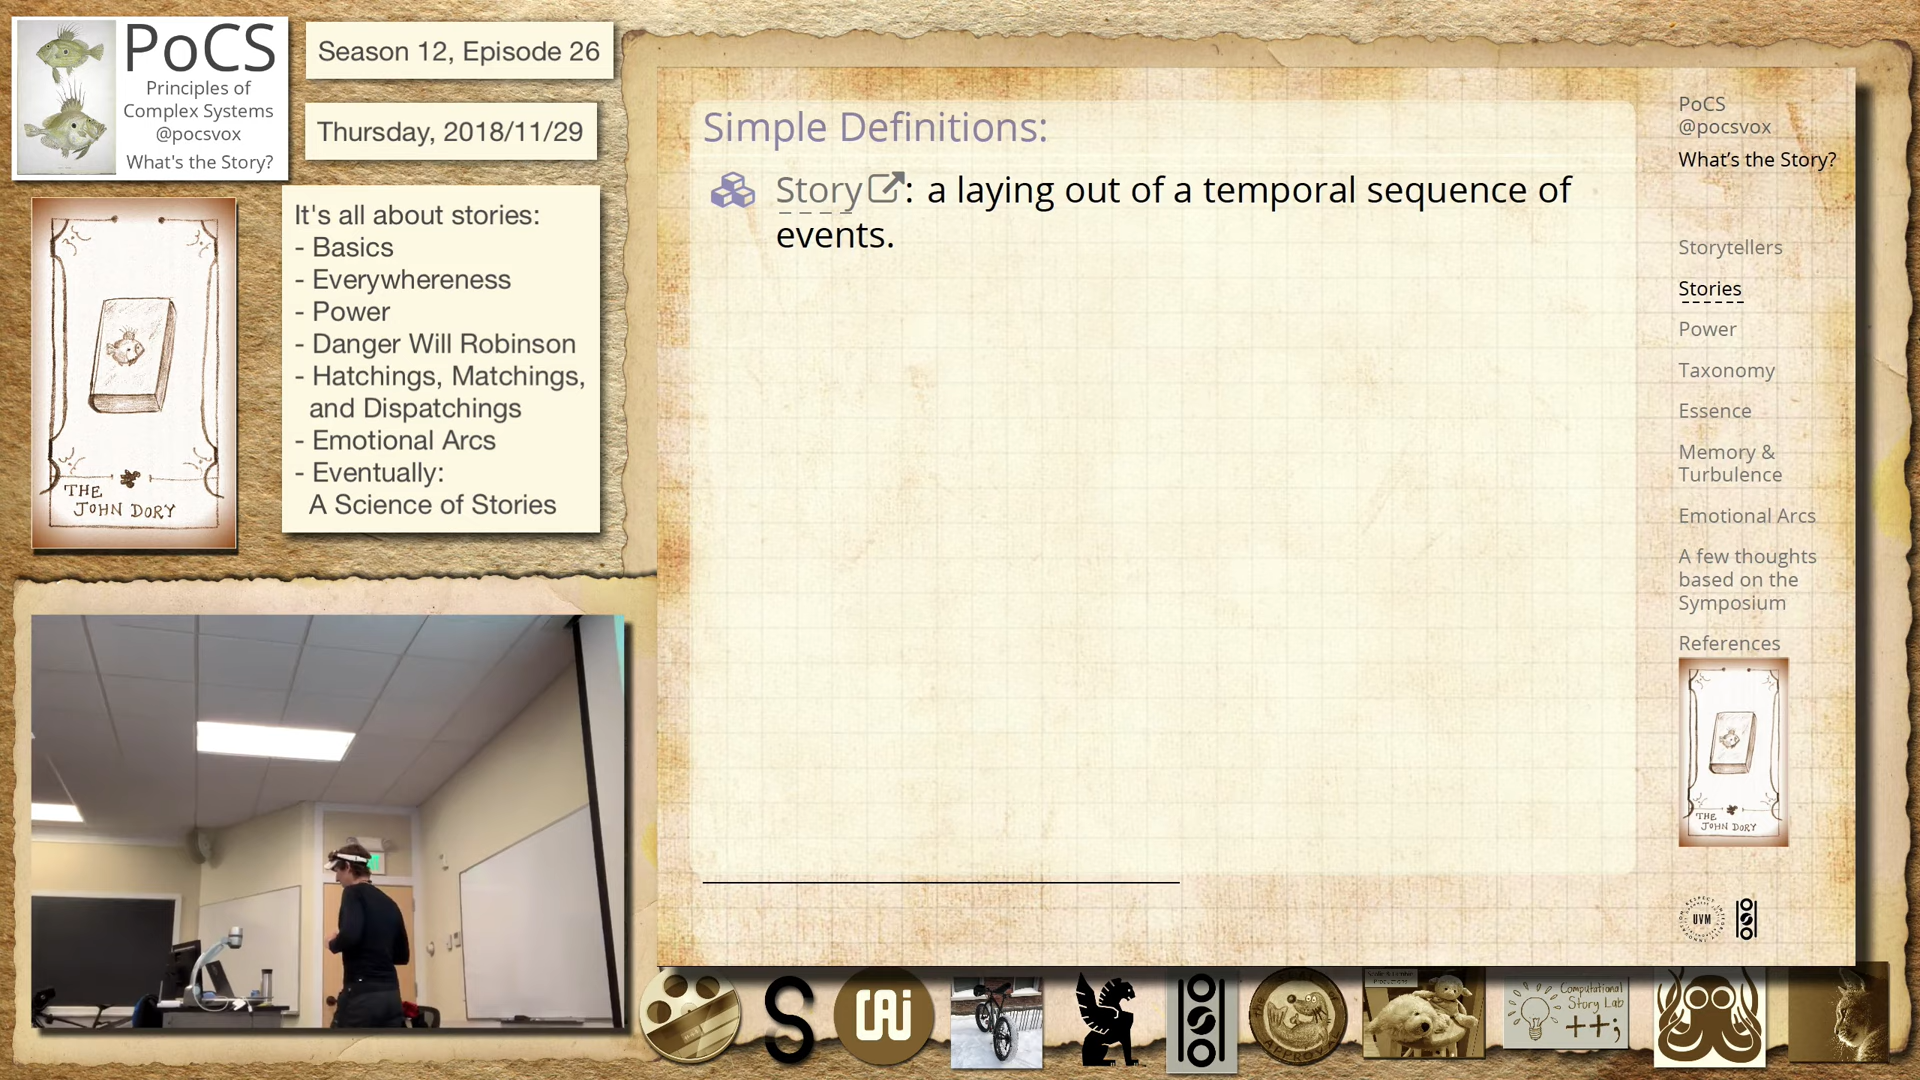 PoCS
Principles of
Complex Systems
@pocsvox
What's the Story?
Season 12, Episode 26
Thursday, 2018/11/29
It's all about stories:
- Basics
- Everywhereness
- Power
- Danger Will Robinson
- Hatchings, Matchings,
and Dispatchings
- Emotional Arcs
- Eventually:
A Science of Stories
THE
JOHN DORY
Simple Definitions:
Story: a laying out of a temporal sequence of
events.
PoCS
@pocsvox
What's the Story?
Storytellers
Stories
Power
Taxonomy
Essence
Memory &
Turbulence
Emotional Arcs
A few thoughts
based on the
Symposium
References
THE
JOHN DORY
UVM
Computational
Story Lab
++;